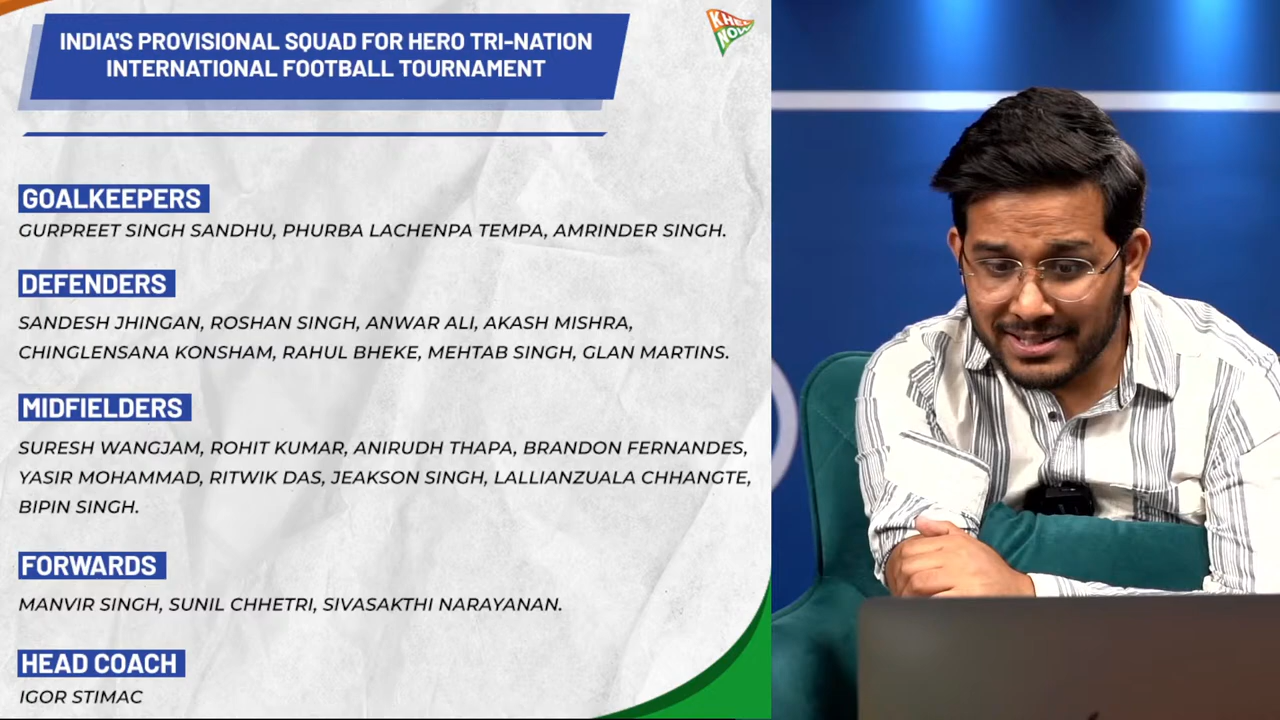 INDIA'S PROVISIONAL SQUAD FOR HERO TRI-NATION
INTERNATIONAL FOOTBALL TOURNAMENT
KHEL
NOW
GOALKEEPERS
GURPREET SINGH SANDHU, PHURBA LACHENPA TEMPA, AMRINDER SINGH.
DEFENDERS
SANDESH JHINGAN, ROSHAN SINGH, ANWAR ALI, AKASH MISHRA,
CHINGLENSANA KONSHAM, RAHUL BHEKE, MEHTAB SINGH, GLAN MARTINS.
MIDFIELDERS
SURESH WANGJAM, ROHIT KUMAR, ANIRUDH THAPA, BRANDON FERNANDES,
YASIR MOHAMMAD, RITWIK DAS, JEAKSON SINGH, LALLIANZUALA CHHANGTE,
BIPIN SINGH.
FORWARDS
MANVIR SINGH, SUNIL CHHETRI, SIVASAKTHI NARAYANAN.
HEAD COACH
IGOR STIMAC